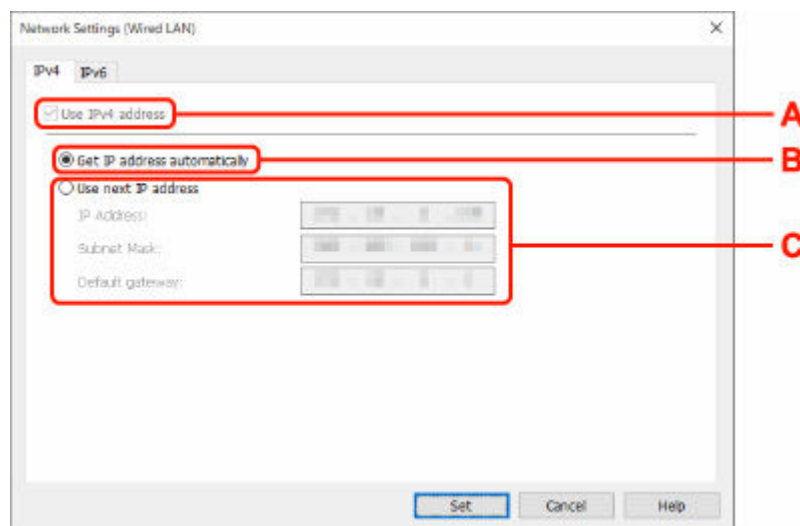 Network Settings (Wired LAN)
IPv4 IPv6
Use IPv4 address
A
Get IP address automatically
B
Use next IP address
IP Address:
Subnet Mask:
C
Default gateway:
Set Cancel Help